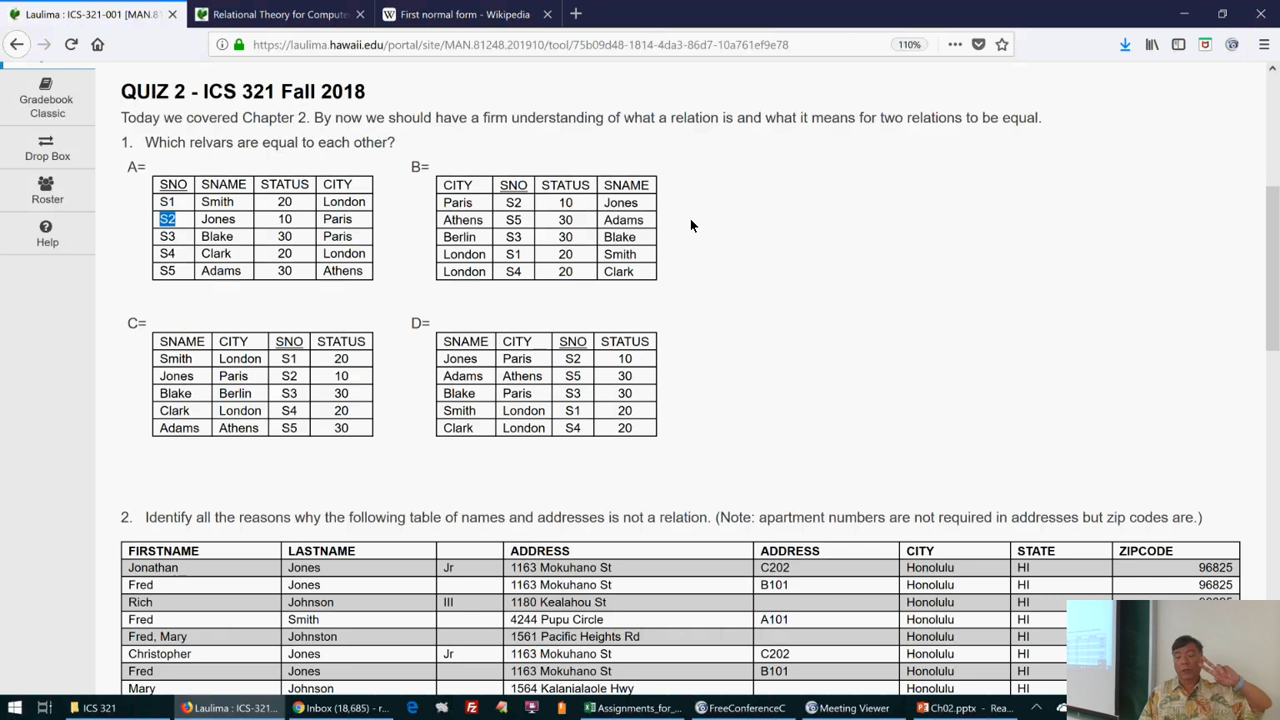 Laulima : ICS-321-001 [MAN.81
Relational Theory for Compute
First normal form - Wikipedia
https://laulima.hawaii.edu/portal/site/MAN.81248.201910/tool/75b09d48-1814-4da3-86d7-10a761ef9e78
110%
Gradebook
Classic
Drop Box
Roster
Help
QUIZ 2 - ICS 321 Fall 2018
Today we covered Chapter 2. By now we should have a firm understanding of what a relation is and what it means for two relations to be equal.
1. Which relvars are equal to each other?
A=
SNO SNAME STATUS CITY
S1 Smith 20 London
S2 Jones 10 Paris
S3 Blake 30 Paris
S4 Clark 20 London
S5 Adams 30 Athens
B=
CITY SNO STATUS SNAME
Paris S2 10 Jones
Athens S5 30 Adams
Berlin S3 30 Blake
London S1 20 Smith
London S4 20 Clark
C=
SNAME CITY SNO STATUS
Smith London S1 20
Jones Paris S2 10
Blake Berlin S3 30
Clark London S4 20
Adams Athens S5 30
D=
SNAME CITY SNO STATUS
Jones Paris S2 10
Adams Athens S5 30
Blake Paris S3 30
Smith London S1 20
Clark London S4 20
2. Identify all the reasons why the following table of names and addresses is not a relation. (Note: apartment numbers are not required in addresses but zip codes are.)
FIRSTNAME LASTNAME ADDRESS ADDRESS CITY STATE ZIPCODE
Jonathan Jones Jr 1163 Mokuhano St C202 Honolulu HI 96825
Fred Jones 1163 Mokuhano St B101 Honolulu HI 96825
Rich Johnson III 1180 Kealahou St Honolulu HI
Fred Smith 4244 Pupu Circle A101 Honolulu HI
Fred, Mary Johnston 1561 Pacific Heights Rd Honolulu HI
Christopher Jones Jr 1163 Mokuhano St C202 Honolulu HI
Fred Jones 1163 Mokuhano St B101 Honolulu HI
Mary Johnson 1564 Kalanialaole Hwy Honolulu HI
ICS 321
Laulima : ICS-321...
Inbox (18,685) - r...
Assignments_for_...
FreeConferenceC
Meeting Viewer
Ch02.pptx - Rea...